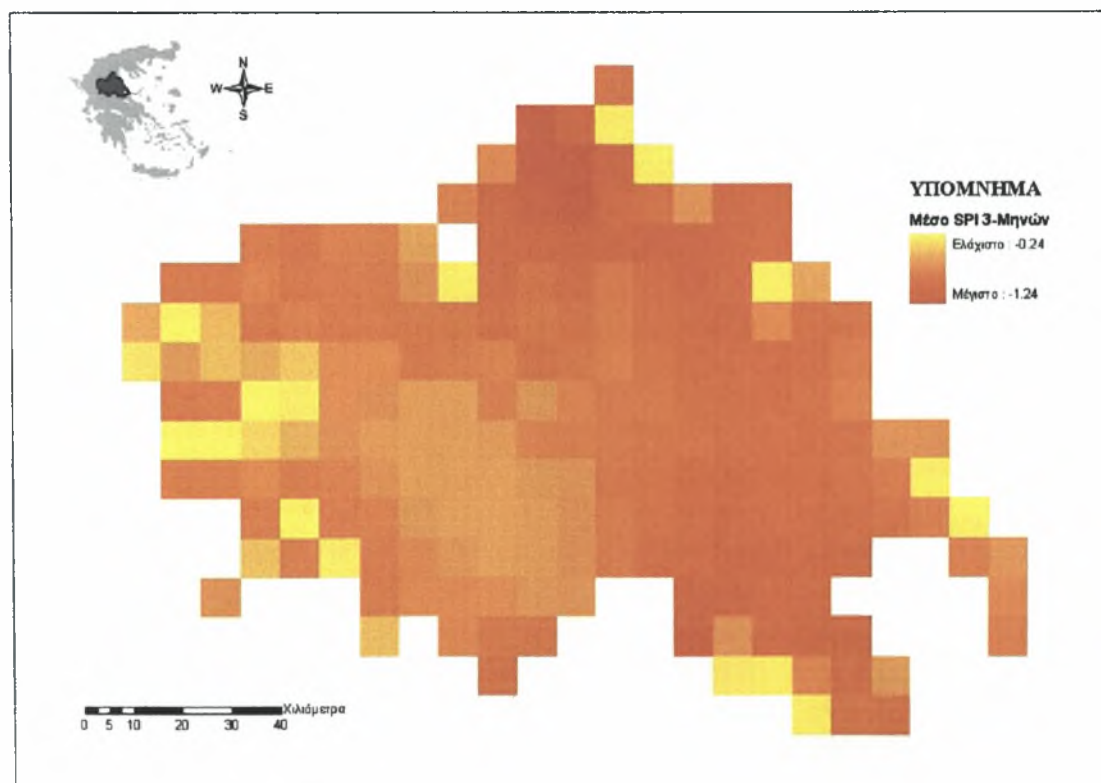 N
W E
S
ΥΠΟΜΝΗΜΑ
Μέσο SPI 3-Μηνών
Ελάχιστο : -0.24
Μέγιστο : -1.24
Χιλιόμετρα
0 5 10 20 30 40